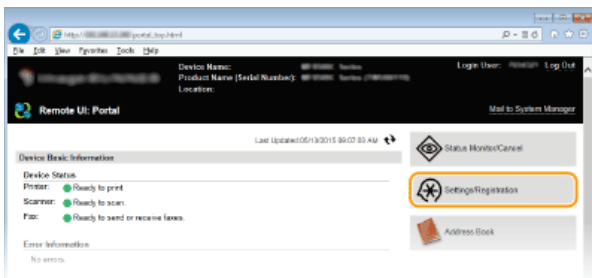 http:// portal_top.html
File Edit View Favorites Tools Help
Device Name: Series
Product Name (Serial Number): Series
Location:
Login User: Log Out
Remote UI: Portal
Mail to System Manager
Last Updated:05/13/2015 09:07:03 AM
Device Basic Information
Device Status
Printer: Ready to print.
Scanner: Ready to scan.
Fax: Ready to send or receive faxes.
Error Information
No errors.
Status Monitor/Cancel
Settings/Registration
Address Book